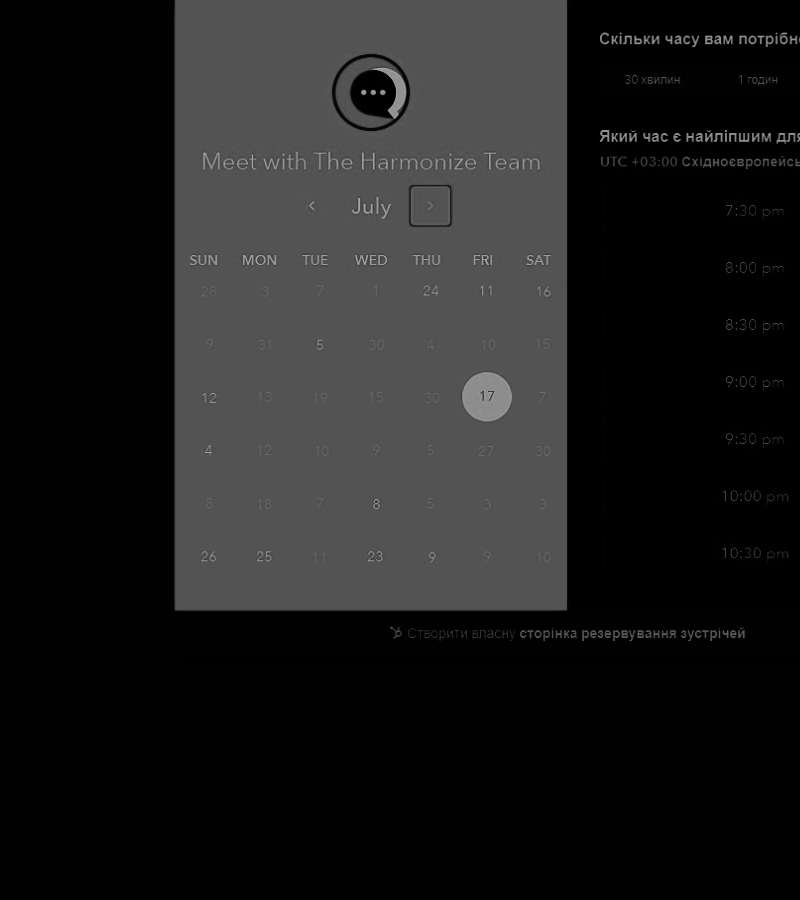 Meet with The Harmonize Team
July
SUN MON TUE WED THU FRI SAT
28 3 7 1 24 11 16
9 31 5 30 4 10 15
12 13 19 15 30 17 7
4 12 10 9 5 27 30
8 18 7 8 5 3 3
26 25 11 23 9 9 10
Скільки часу вам
30 хвилин 1 годин
Який час є найліпшим для
UTC +03:00
7:30 pm
8:00 pm
8:30 pm
9:00 pm
9:30 pm
10:00 pm
10:30 pm
Створити власну сторінка резервування зустрічей